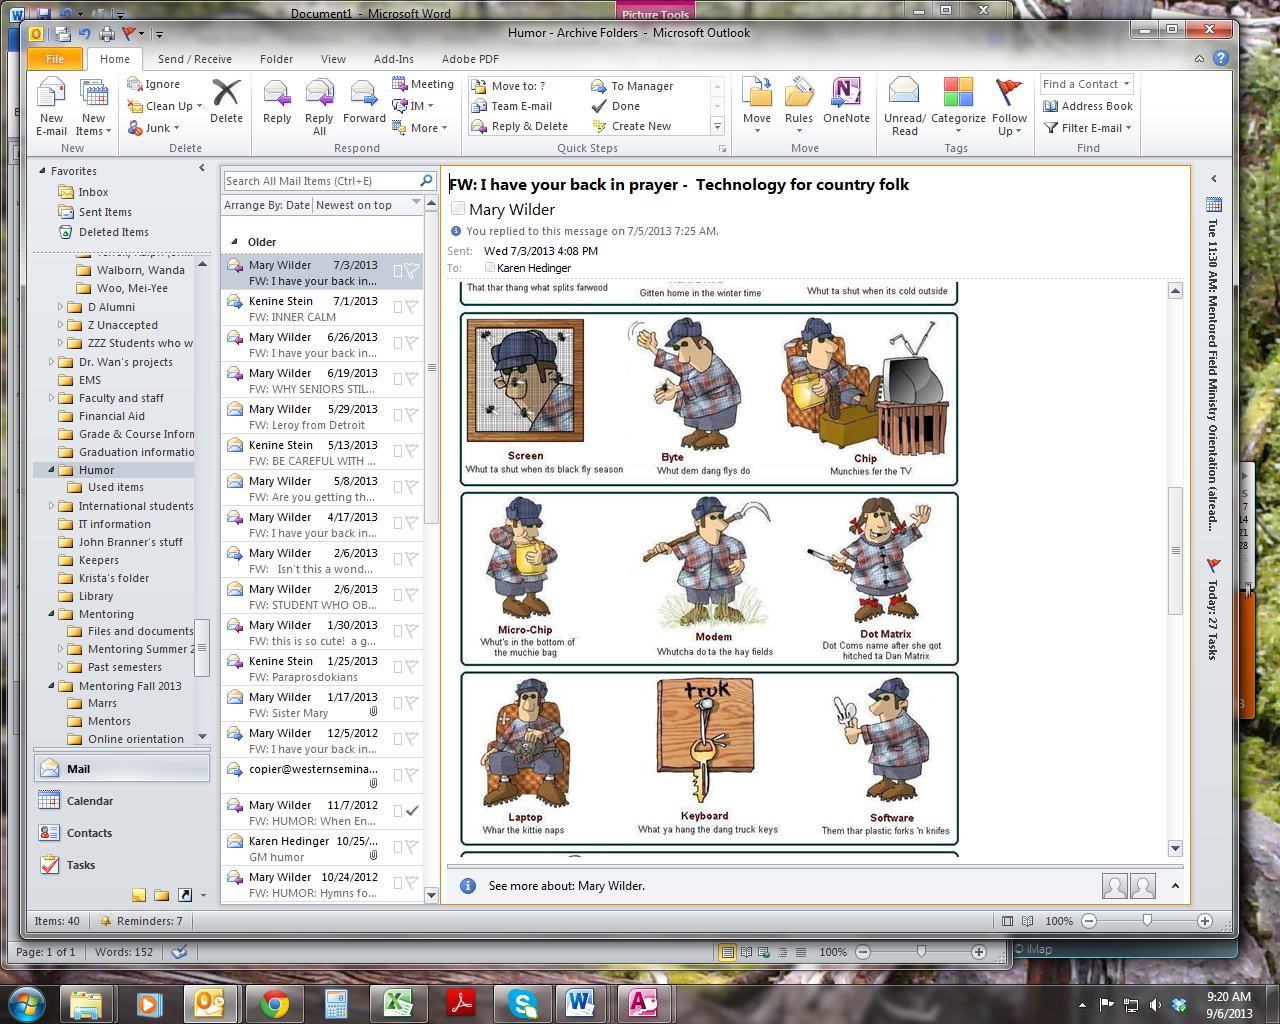 Document1 - Microsoft Word
Picture Tools
Humor - Archive Folders - Microsoft Outlook
File
Home
Send / Receive
Folder
View
Add-Ins
Adobe PDF
New E-mail
New Items
New
Ignore
Clean Up
Junk
Delete
Delete
Reply
Reply All
Forward
Meeting
IM
More
Respond
Move to: ?
Team E-mail
Reply & Delete
To Manager
Done
Create New
Quick Steps
Move
Rules
OneNote
Move
Unread/ Read
Categorize
Follow Up
Tags
Find a Contact
Address Book
Filter E-mail
Find
Favorites
Inbox
Sent Items
Deleted Items
Walborn, Wanda
Woo, Mei-Yee
D Alumni
Z Unaccepted
ZZZ Students who w
Dr. Wan's projects
EMS
Faculty and staff
Financial Aid
Grade & Course Inform
Graduation informatio
Humor
Used items
International students
IT information
John Branner's stuff
Keepers
Krista's folder
Library
Mentoring
Files and documents
Mentoring Summer 2
Past semesters
Mentoring Fall 2013
Marrs
Mentors
Online orientation
Mail
Calendar
Contacts
Tasks
Search All Mail Items (Ctrl+E)
Arrange By: Date
Newest on top
Older
Mary Wilder 7/3/2013
FW: I have your back in...
Kenine Stein 7/1/2013
FW: INNER CALM
Mary Wilder 6/26/2013
FW: I have your back in...
Mary Wilder 6/19/2013
FW: WHY SENIORS STIL...
Mary Wilder 5/29/2013
FW: Leroy from Detroit
Kenine Stein 5/13/2013
FW: BE CAREFUL WITH ...
Mary Wilder 5/8/2013
FW: Are you getting th...
Mary Wilder 4/17/2013
FW: I have your back in...
Mary Wilder 2/6/2013
FW: Isn't this a wond...
Mary Wilder 2/6/2013
FW: STUDENT WHO OB...
Mary Wilder 1/30/2013
FW: this is so cute! a g...
Kenine Stein 1/25/2013
FW: Paraprosdokians
Mary Wilder 1/17/2013
FW: Sister Mary
Mary Wilder 12/5/2012
FW: I have your back in...
copier@westernsemina...
Mary Wilder 11/7/2012
FW: HUMOR: When En...
Karen Hedinger 10/25/...
GM humor
Mary Wilder 10/24/2012
FW: HUMOR: Hymns fo...
FW: I have your back in prayer - Technology for country folk
Mary Wilder
You replied to this message on 7/5/2013 7:25 AM.
Sent: Wed 7/3/2013 4:08 PM
To: Karen Hedinger
That thar thang what splits farwood
Gitten home in the winter time
What ta shut when its cold outside
Screen
What ta shut when its black fly season
Byte
What dem dang flys do
Chip
Munchies fer the TV
Micro-Chip
What's in the bottom of
the muchie bag
Modem
Whatcha do ta the hay fields
Dot Matrix
Dot Coms name after she got
hitched ta Dan Matrix
Laptop
Whar the kittie naps
truk
Keyboard
What ya hang the dang truck keys
Software
Them thar plastic forks 'n knifes
See more about: Mary Wilder.
Tue 11:30 AM: Mentored Field Ministry Orientation (alread...
Today: 27 Tasks
S
7
14
21
28
Items: 40
Reminders: 7
100%
Page: 1 of 1
Words: 152
100%
© iMap
9:20 AM
9/6/2013